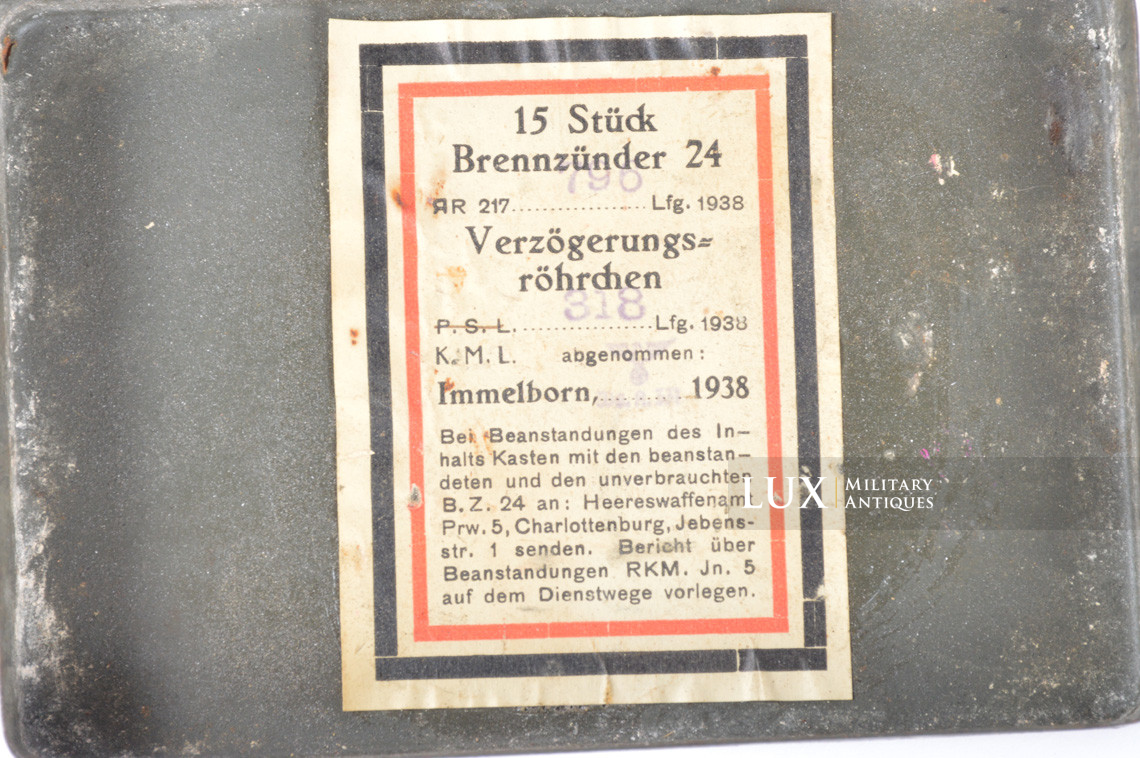 15 Stück
Brennzünder 24
796
AR 217.................. Lfg. 1938
Verzögerungs=
röhrchen
318
P. S. L. .................. Lfg. 1938
K. M. L. abgenommen :
Immelborn, ............ 1938
Bei Beanstandungen des In–
halts Kasten mit den beanstan–
deten und den unverbrauchten
B. Z. 24 an: Heereswaffenamt
Prw. 5, Charlottenburg, Jebens-
str. 1 senden. Bericht über
Beanstandungen RKM. Jn. 5
auf dem Dienstwege vorlegen.
LUX MILITARY
ANTIQUES